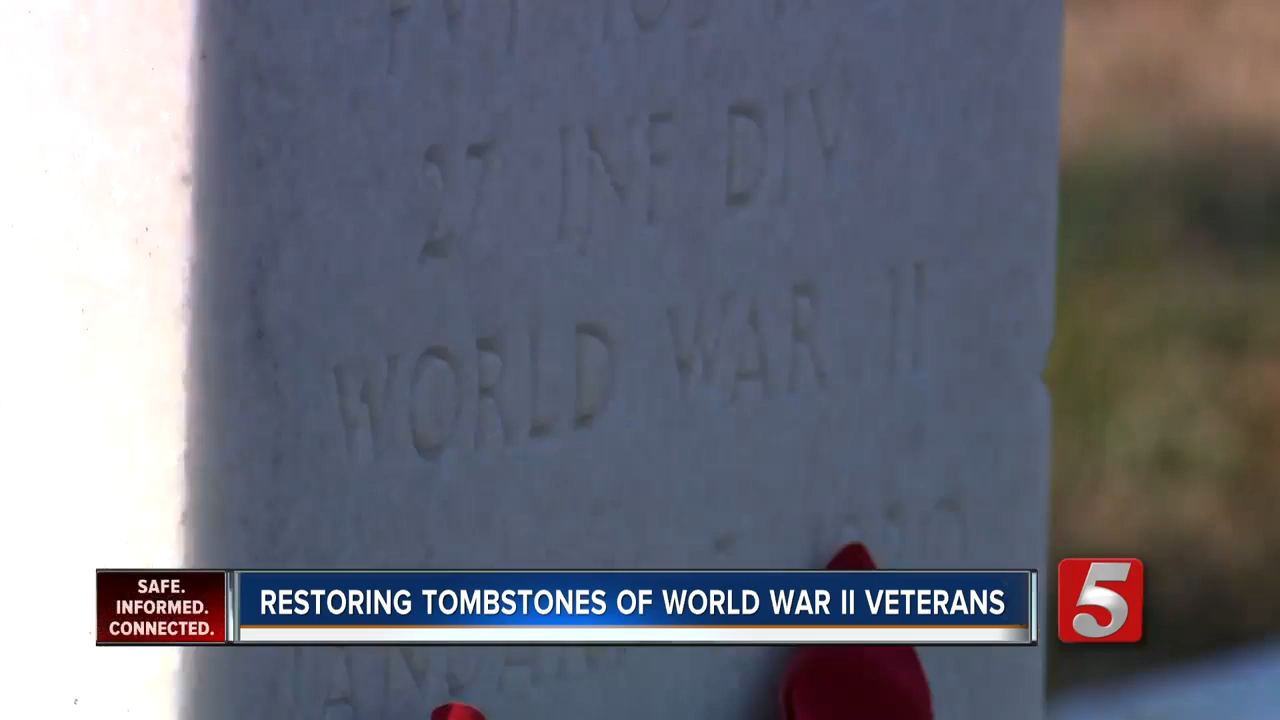 27 INF DIV
WORLD WAR II
SAFE.
INFORMED.
CONNECTED.
RESTORING TOMBSTONES OF WORLD WAR II VETERANS
5